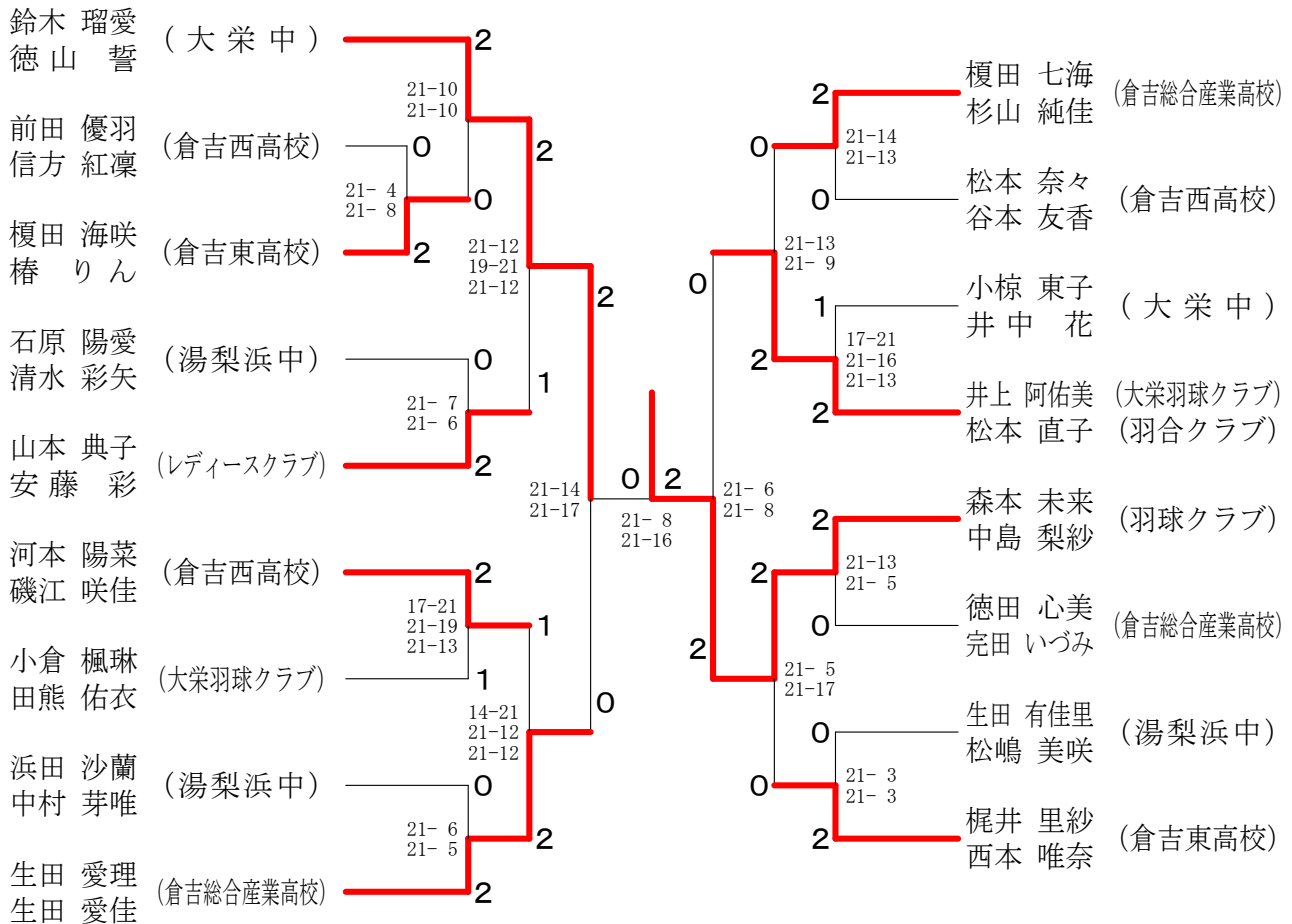 鈴木 瑠愛
徳山 誓
(大栄中)
2
21-10
21-10
前田 優羽
信方 紅凜
(倉吉西高校)
0
2
21- 4
21- 8
0
榎田 海咲
椿 りん
(倉吉東高校)
2
21-12
19-21
21-12
2
石原 陽愛
清水 彩矢
(湯梨浜中)
0
1
21- 7
21- 6
山本 典子
安藤 彩
(レディースクラブ)
2
21-14
21-17
河本 陽菜
磯江 咲佳
(倉吉西高校)
2
17-21
21-19
21-13
1
小倉 楓琳
田熊 佑衣
(大栄羽球クラブ)
1
14-21
21-12
21-12
0
浜田 沙蘭
中村 芽唯
(湯梨浜中)
0
21- 6
21- 5
2
生田 愛理
生田 愛佳
(倉吉総合産業高校)
2
0
2
21- 8
21-16
榎田 七海
杉山 純佳
(倉吉総合産業高校)
2
21-14
21-13
0
松本 奈々
谷本 友香
(倉吉西高校)
0
21-13
21- 9
0
小椋 東子
井中 花
(大栄中)
1
17-21
21-16
21-13
2
井上 阿佑美
松本 直子
(大栄羽球クラブ)
(羽合クラブ)
2
21- 6
21- 8
森本 未来
中島 梨紗
(羽球クラブ)
2
21-13
21- 5
2
徳田 心美
完田 いづみ
(倉吉総合産業高校)
0
2
21- 5
21-17
生田 有佳里
松嶋 美咲
(湯梨浜中)
0
21- 3
21- 3
0
梶井 里紗
西本 唯奈
(倉吉東高校)
2